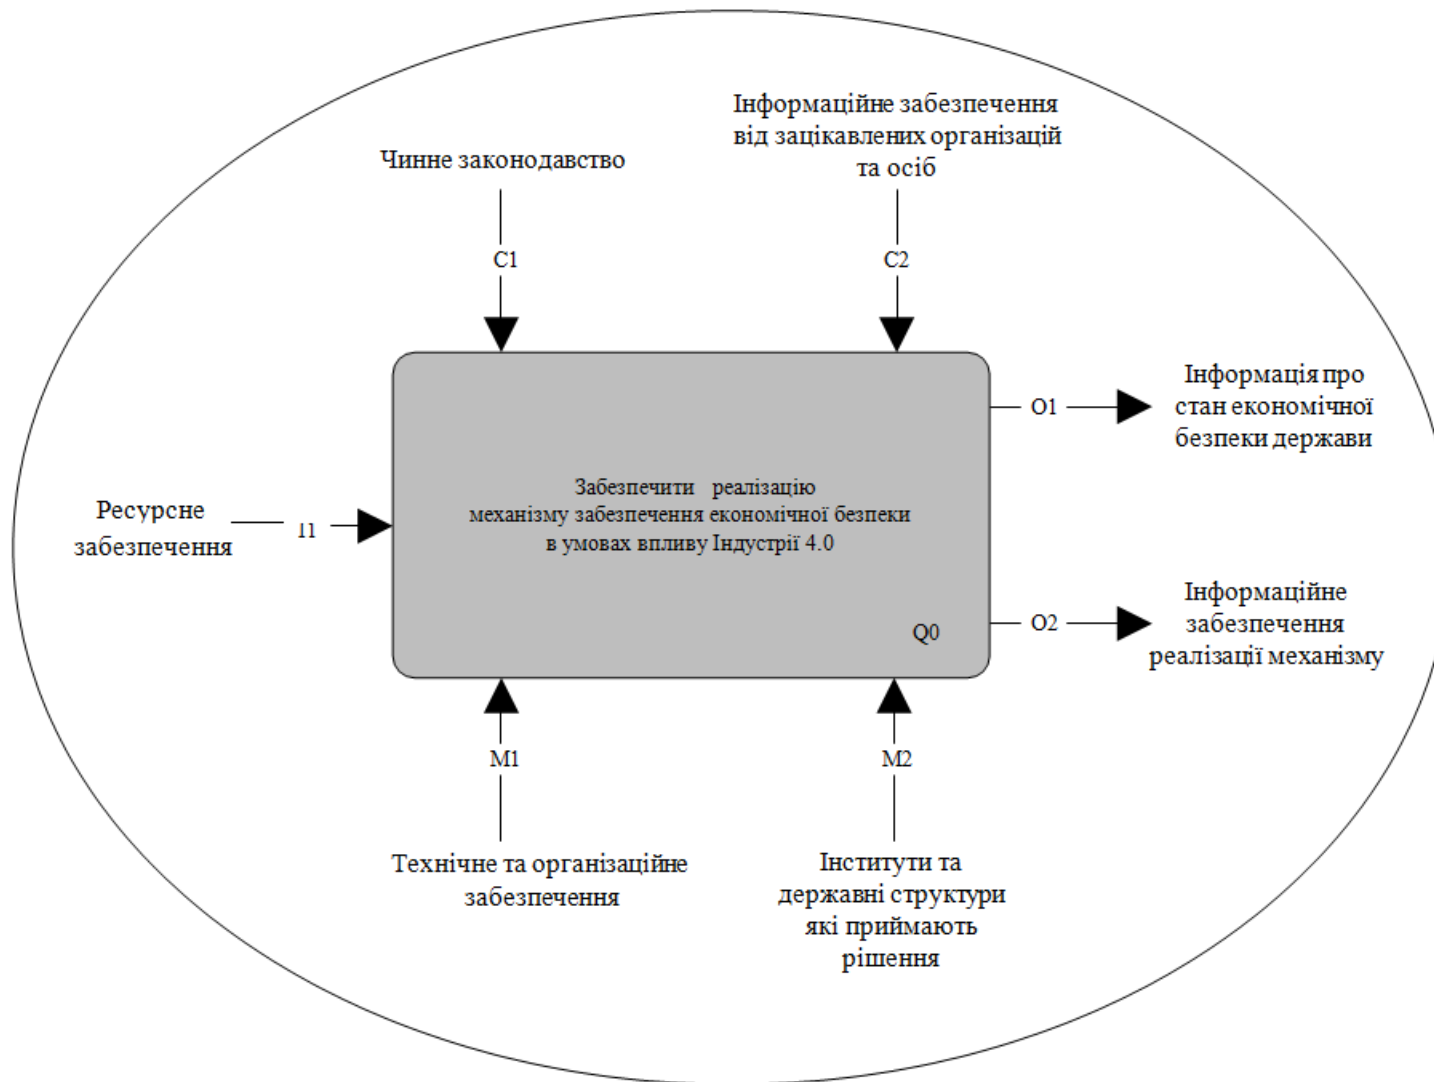 Інформаційне забезпечення
від зацікавлених організацій
та осіб
Чинне законодавство
C1
C2
Інформація про
стан економічної
безпеки держави
O1
Ресурсне
забезпечення
I1
Забезпечити реалізацію
механізму забезпечення економічної безпеки
в умовах впливу Індустрії 4.0
Q0
O2
Інформаційне
забезпечення
реалізації механізму
M1
M2
Технічне та організаційне
забезпечення
Інститути та
державні структури
які приймають
рішення